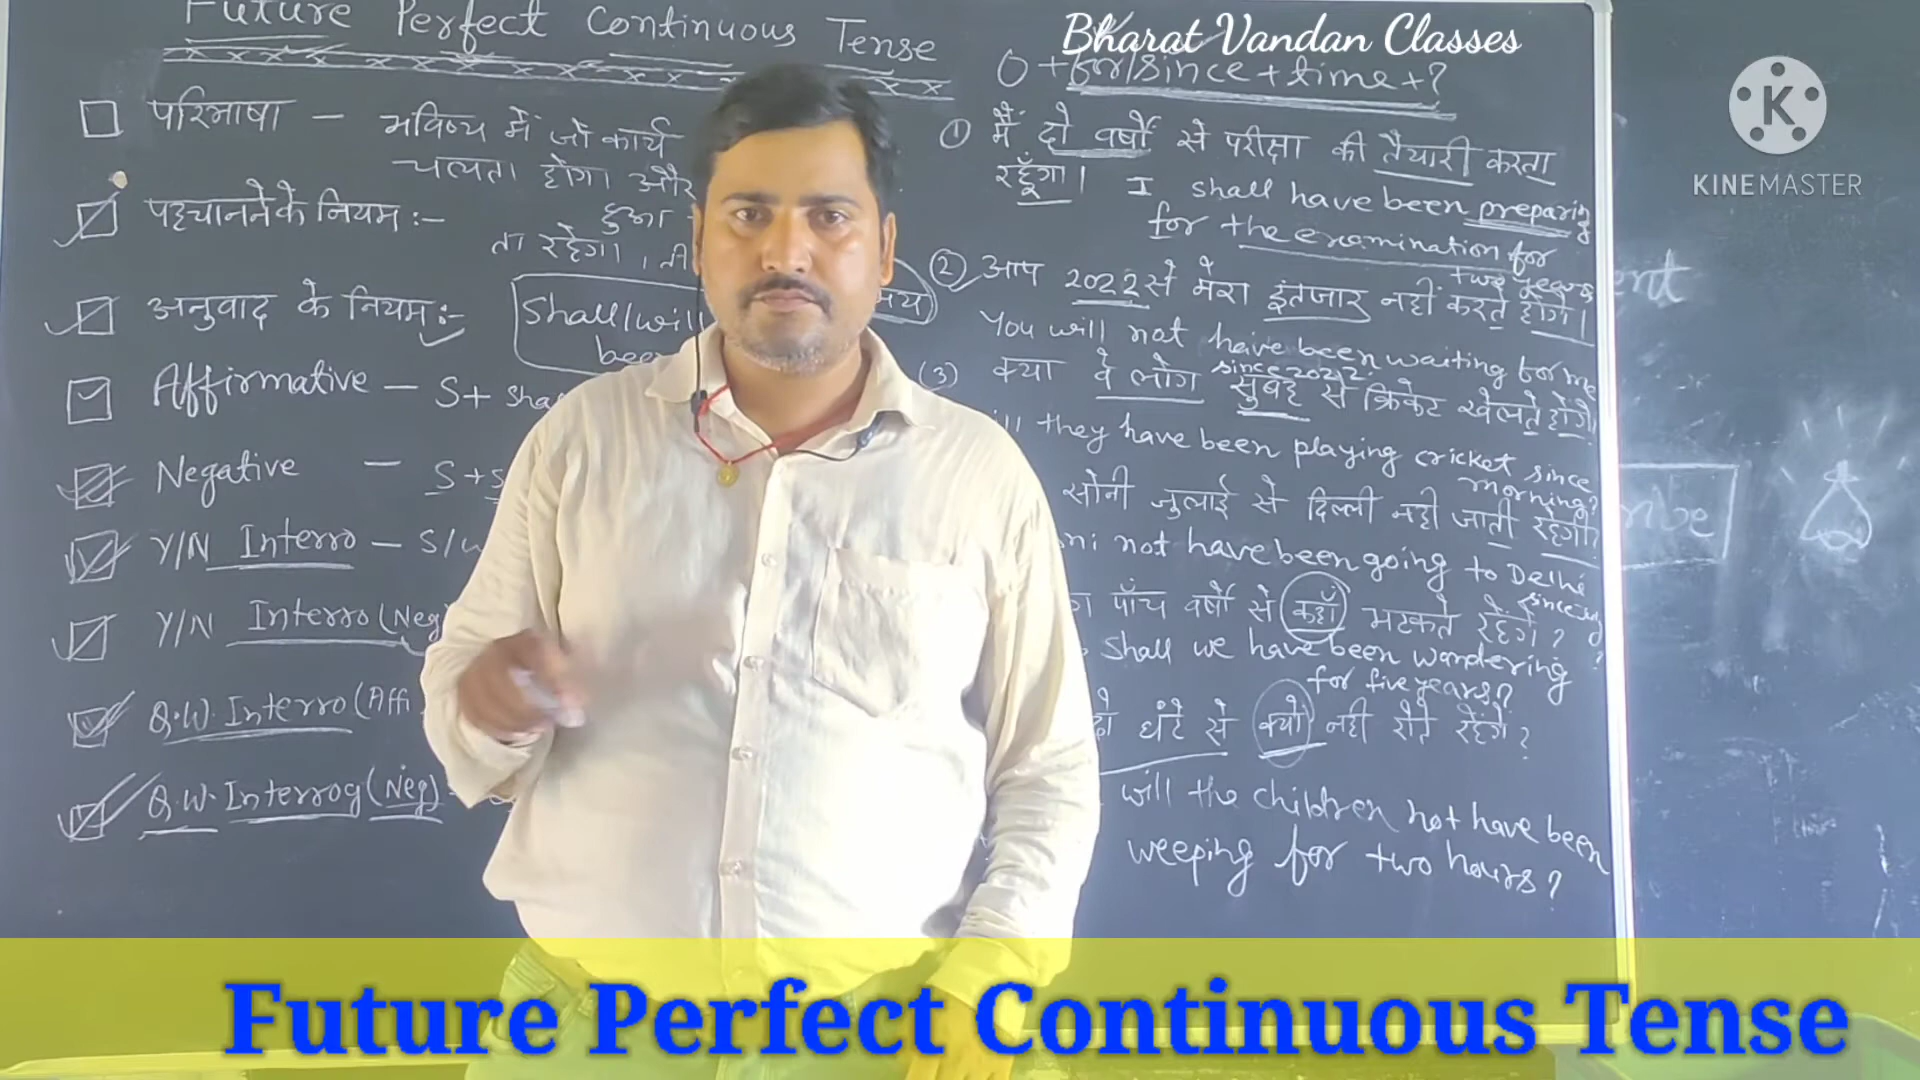 Future Perfect Continuous Tense
Bharat Vandan Classes
O + for/since + time + ?
KINEMASTER
परिभाषा - भविष्य में जो कार्य
चलता होगा और
हुआ
पहचानने के नियम :-
ता रहेगा, ती
अनुवाद के नियम :-
Shall/will
been
Affirmative - S + sha
Negative - S + s
Y/N Interro - S/w
Y/N Interro (Neg)
Q.W. Interro (Affi
Q.W. Interrog (Neg)
① मैं दो वर्षों से परीक्षा की तैयारी करता
रहूँगा। I shall have been preparing
for the examination for
two years
② आप 2022 से मेरा इंतजार नहीं करते होंगे।
You will not have been waiting for me
since 2022
(3) क्या वे लोग सुबह से क्रिकेट खेलते होंगे
ll they have been playing cricket since
morning?
सोनी जुलाई से दिल्ली नही जाती रहेगी?
ni not have been going to Delhi
पाँच वर्षों से कहाँ भटकते रहेंगे?
shall we have been wandering
for five years?
घंटे से क्यों नही रोते रहेंगे?
will the children not have been
weeping for two hours?
Future Perfect Continuous Tense